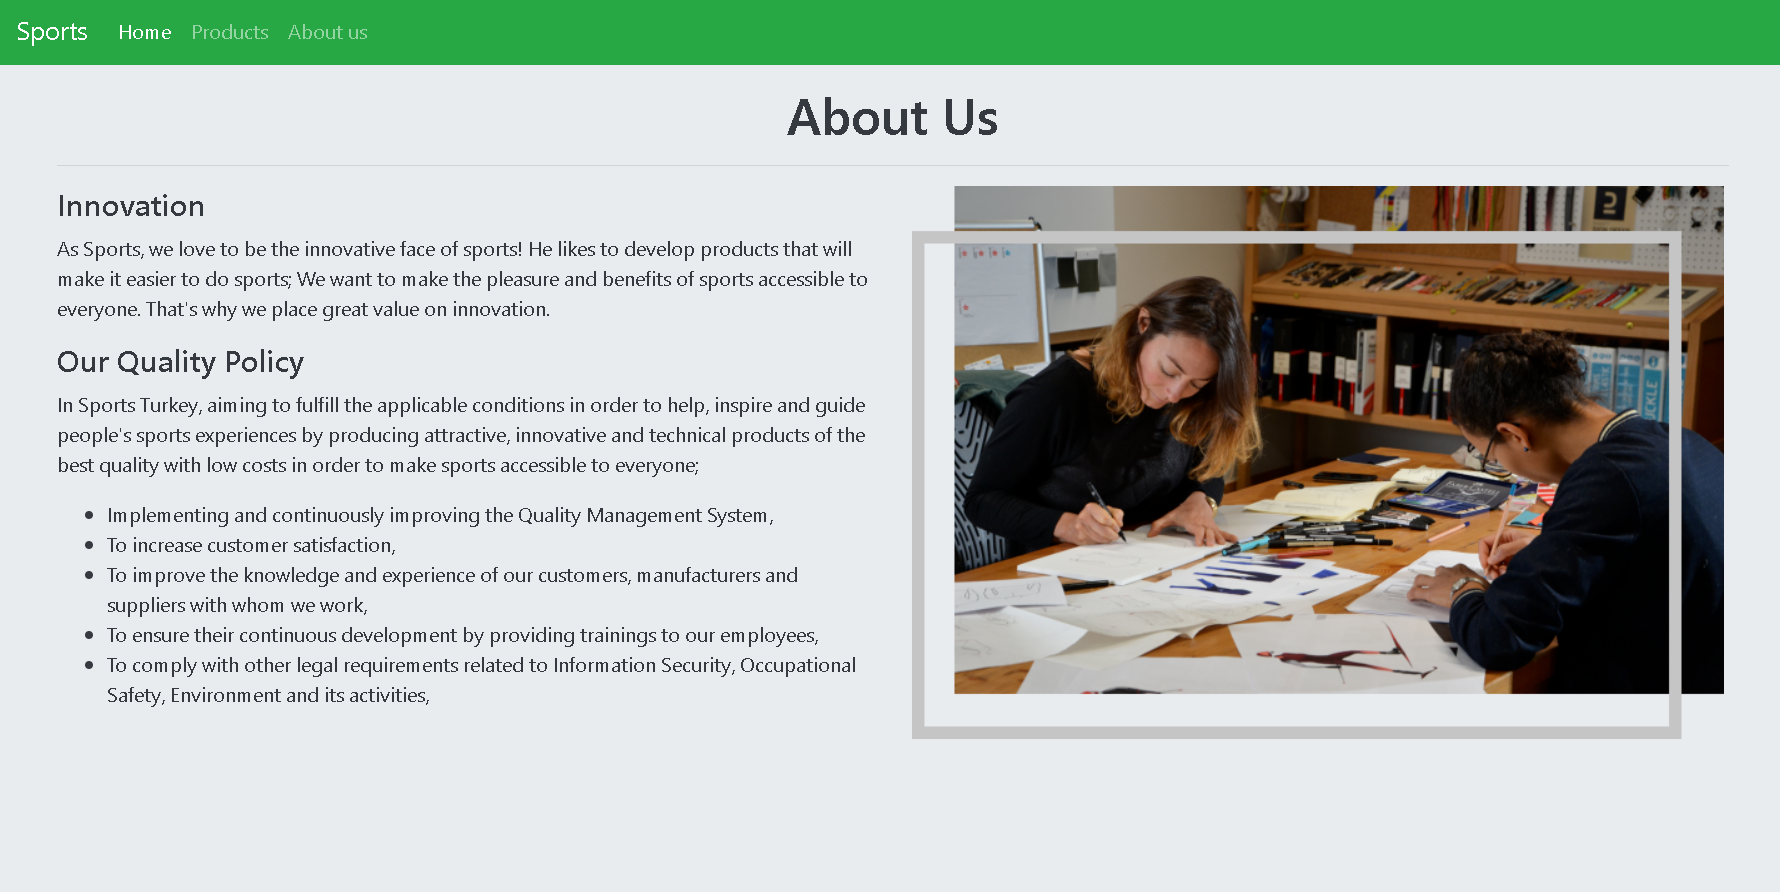 Sports Home Products About us
About Us
Innovation
As Sports, we love to be the innovative face of sports! He likes to develop products that will
make it easier to do sports; We want to make the pleasure and benefits of sports accessible to
everyone. That's why we place great value on innovation.
Our Quality Policy
In Sports Turkey, aiming to fulfill the applicable conditions in order to help, inspire and guide
people's sports experiences by producing attractive, innovative and technical products of the
best quality with low costs in order to make sports accessible to everyone;
Implementing and continuously improving the Quality Management System,
To increase customer satisfaction,
To improve the knowledge and experience of our customers, manufacturers and
suppliers with whom we work,
To ensure their continuous development by providing trainings to our employees,
To comply with other legal requirements related to Information Security, Occupational
Safety, Environment and its activities,